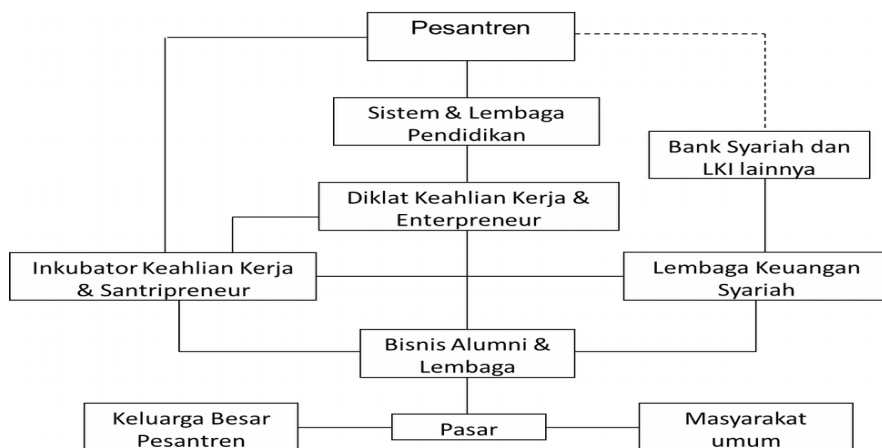 Pesantren
Sistem & Lembaga
Pendidikan
Bank Syariah dan
LKI lainnya
Diklat Keahlian Kerja &
Enterpreneur
Inkubator Keahlian Kerja
& Santripreneur
Lembaga Keuangan
Syariah
Bisnis Alumni &
Lembaga
Keluarga Besar
Pesantren
Pasar
Masyarakat
umum